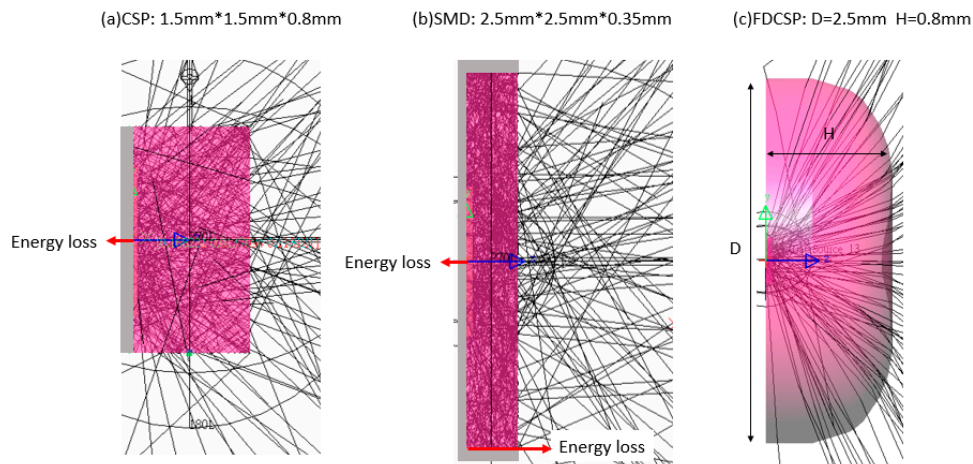 (a)CSP: 1.5mm*1.5mm*0.8mm
(b)SMD: 2.5mm*2.5mm*0.35mm
(c)FDCSP: D=2.5mm H=0.8mm
Energy loss
Energy loss
Energy loss
H
D